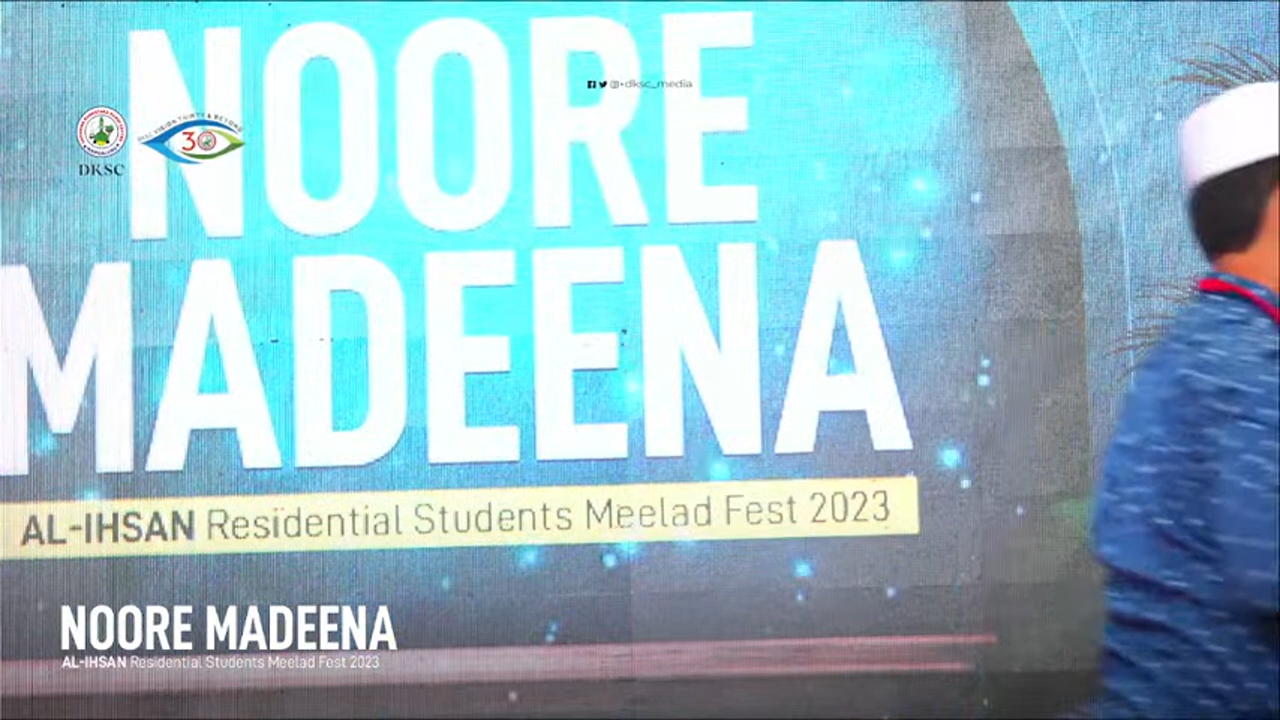 NOORE
dksc_media
DKSC
30
MADEENA
AL-IHSAN Residential Students Meelad Fest 2023
NOORE MADEENA
AL-IHSAN Residential Students Meelad Fest 2023